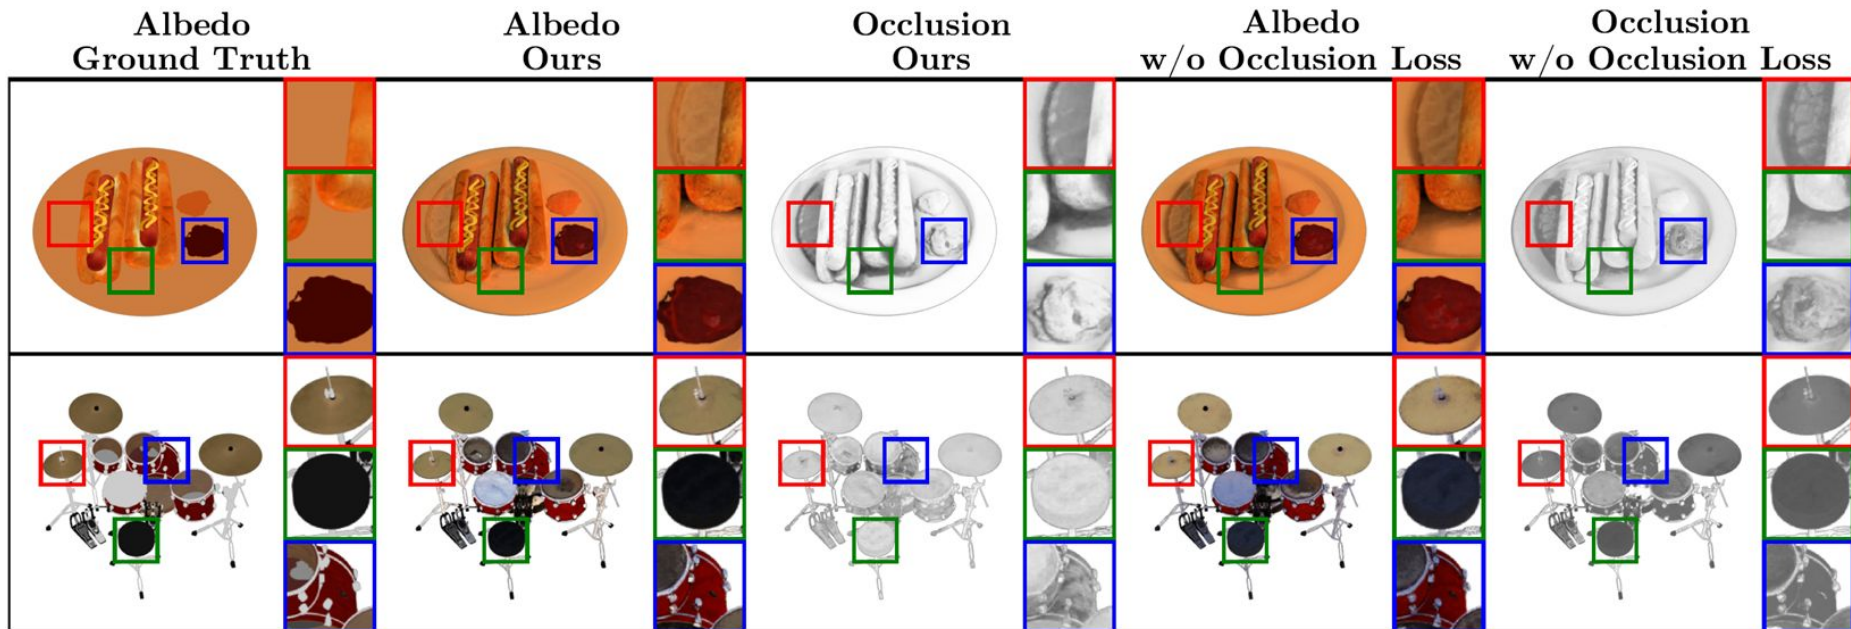 Albedo
Ground Truth
Albedo
Ours
Occlusion
Ours
Albedo
w/o Occlusion Loss
Occlusion
w/o Occlusion Loss